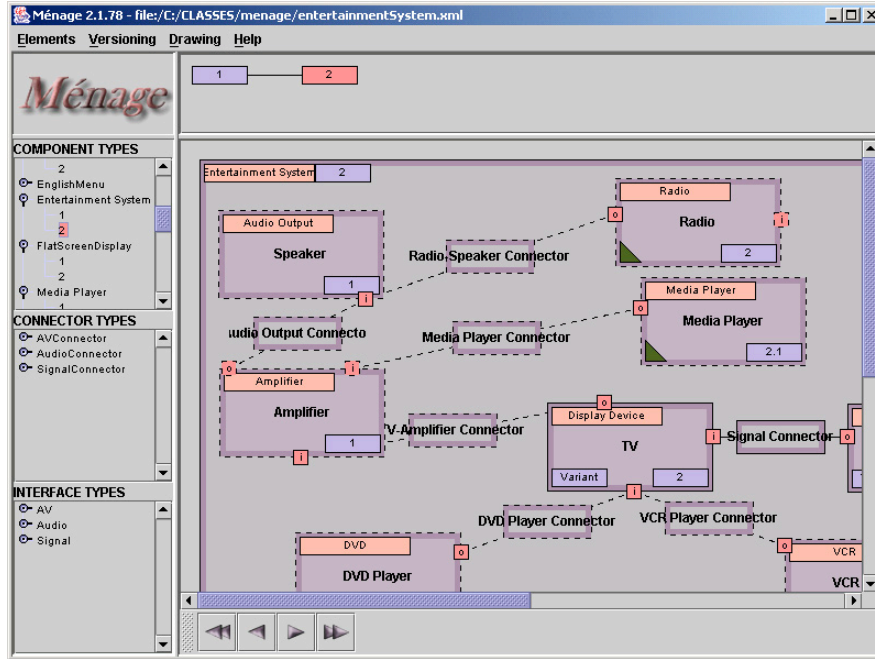 Ménage 2.1.78 - file:/C:/CLASSES/menage/entertainmentSystem.xml
Elements Versioning Drawing Help
Ménage
1 2
COMPONENT TYPES
2
EnglishMenu
Entertainment System
1
2
FlatScreenDisplay
1
2
Media Player
CONNECTOR TYPES
AVConnector
AudioConnector
SignalConnector
INTERFACE TYPES
AV
Audio
Signal
Entertainment System 2
Audio Output
Speaker
1
i
Radio
o
Radio
i
2
Radio-Speaker Connector
Media Player
o
Media Player
2.1
udio Output Connecto
Media Player Connector
o
i
Amplifier
Amplifier
1
i
V-Amplifier Connector
o
Display Device
TV
i
Variant 2
i
Signal Connector
o
DVD Player Connector
VCR Player Connector
DVD
o
DVD Player
o
VCR
VCR